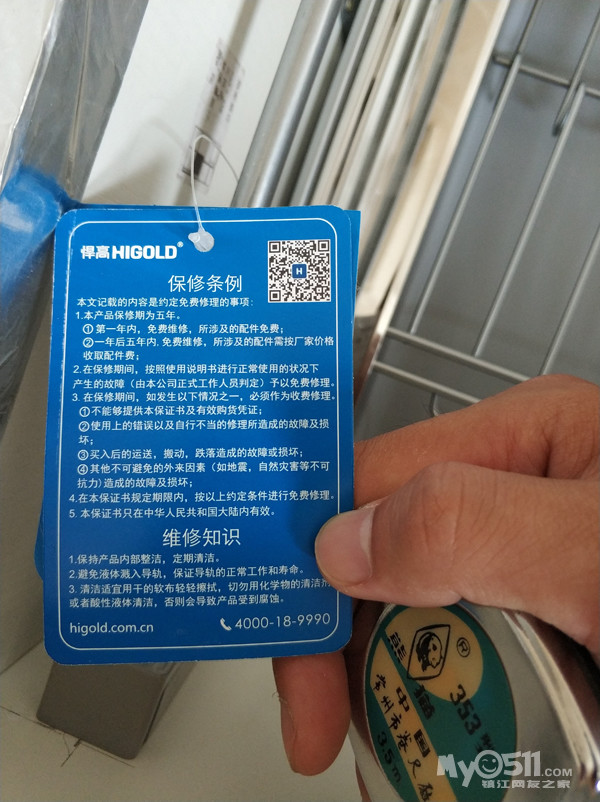 悍高HIGOLD®
H
保修条例
本文记载的内容是约定免费修理的事项：
1.本产品保修期为五年。
①第一年内，免费维修，所涉及的配件免费；
②一年后五年内.免费维修，所涉及的配件需按厂家价格
收取配件费；
2.在保修期间，按照使用说明书进行正常使用的状况下
产生的故障（由本公司正式工作人员判定）予以免费修理。
3.在保修期间，如发生以下情况之一，必须作为收费修理。
①不能够提供本保证书及有效购货凭证；
②使用上的错误以及自行不当的修理所造成的故障及损
坏；
③买入后的运送，搬动，跌落造成的故障或损坏；
④其他不可避免的外来因素（如地震，自然灾害等不可
抗力)造成的故障及损坏；
4.在本保证书规定期限内，按以上约定条件进行免费修理。
5.本保证书只在中华人民共和国大陆内有效。
维修知识
1.保持产品内部整洁，定期清洁。
2.避免液体溅入导轨，保证导轨的正常工作和寿命。
3.清洁适宜用干的软布轻轻擦拭，切勿用化学物的清洁剂
或者酸性液体清洁，否则会导致产品受到腐蚀。
higold.com.cn
4000-18-9990
熊猫
®
353
中国
常州市卷尺
3.5m
My0511.com
镇江网友之家